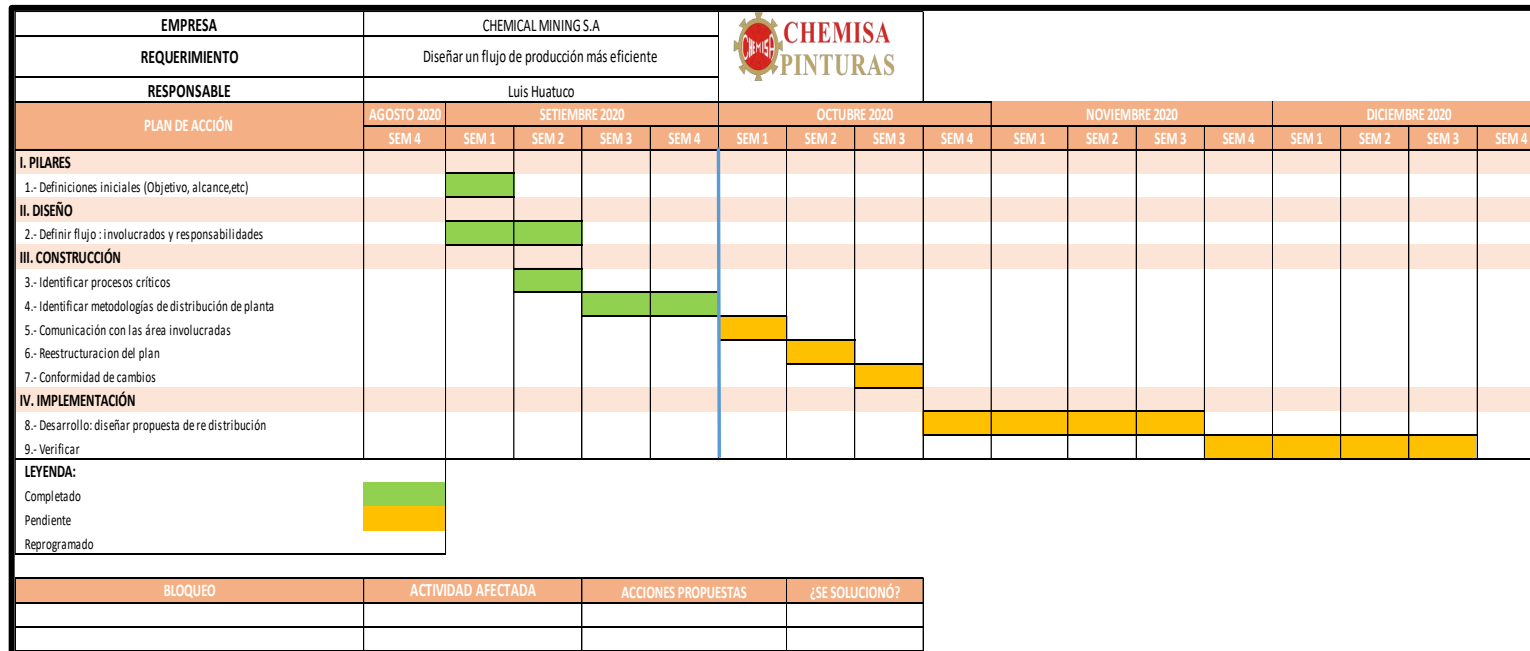 EMPRESA CHEMICAL MINING S.A
CHEMISA CHEMISA
PINTURAS
REQUERIMIENTO Diseñar un flujo de producción más eficiente
RESPONSABLE Luis Huatuco
PLAN DE ACCIÓN AGOSTO 2020 SETIEMBRE 2020 OCTUBRE 2020 NOVIEMBRE 2020 DICIEMBRE 2020
SEM 4 SEM 1 SEM 2 SEM 3 SEM 4 SEM 1 SEM 2 SEM 3 SEM 4 SEM 1 SEM 2 SEM 3 SEM 4 SEM 1 SEM 2 SEM 3 SEM 4
I. PILARES
1.- Definiciones iniciales (Objetivo, alcance,etc)
II. DISEÑO
2.- Definir flujo : involucrados y responsabilidades
III. CONSTRUCCIÓN
3.- Identificar procesos críticos
4.- Identificar metodologías de distribución de planta
5.- Comunicación con las área involucradas
6.- Reestructuracion del plan
7.- Conformidad de cambios
IV. IMPLEMENTACIÓN
8.- Desarrollo: diseñar propuesta de re distribución
9.- Verificar
LEYENDA:
Completado
Pendiente
Reprogramado
BLOQUEO ACTIVIDAD AFECTADA ACCIONES PROPUESTAS ¿SE SOLUCIONÓ?